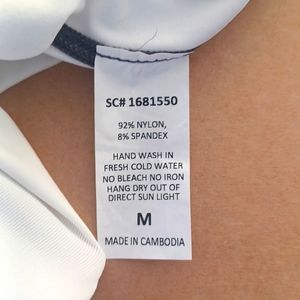 SC# 1681550
92% NYLON,
8% SPANDEX
HAND WASH IN
FRESH COLD WATER
NO BLEACH NO IRON
HANG DRY OUT OF
DIRECT SUN LIGHT
M
MADE IN CAMBODIA